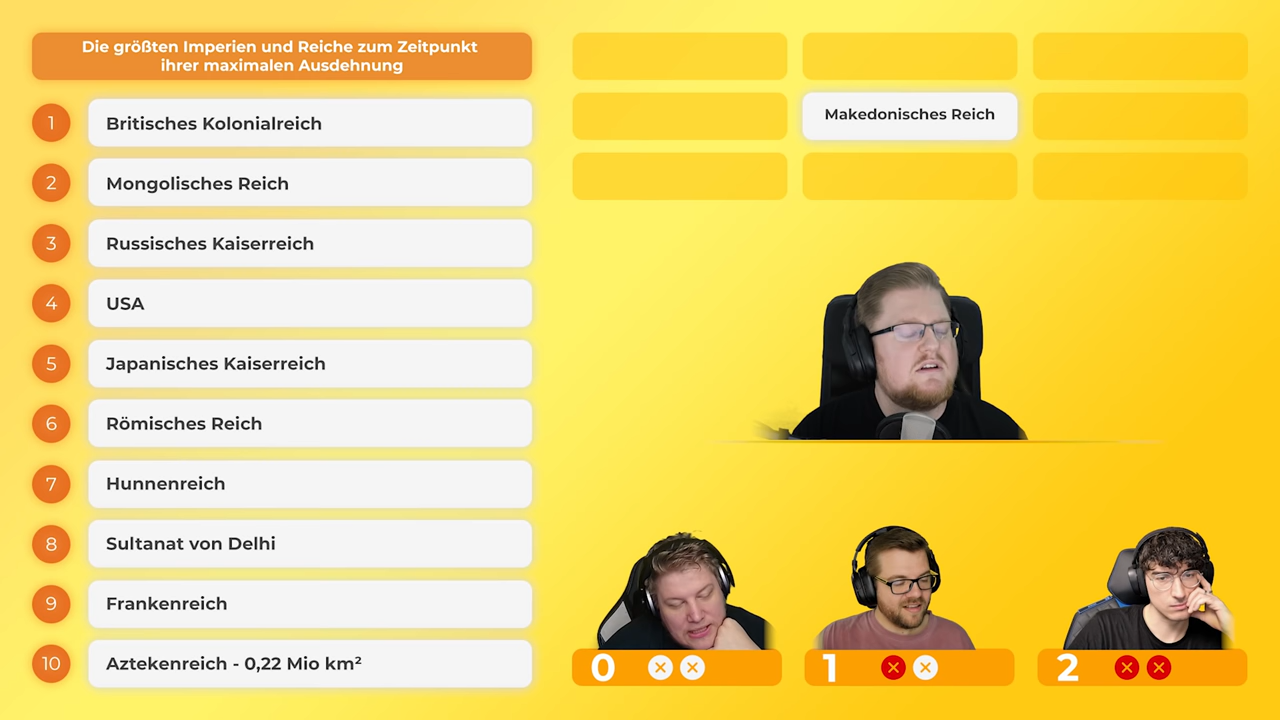 Die größten Imperien und Reiche zum Zeitpunkt
ihrer maximalen Ausdehnung
1 Britisches Kolonialreich
2 Mongolisches Reich
3 Russisches Kaiserreich
4 USA
5 Japanisches Kaiserreich
6 Römisches Reich
7 Hunnenreich
8 Sultanat von Delhi
9 Frankenreich
10 Aztekenreich - 0,22 Mio km²
Makedonisches Reich
0
1
2